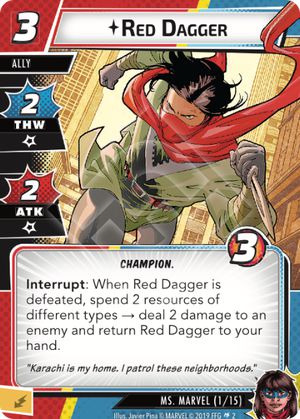 3
RED DAGGER
ALLY
2
THW
2
ATK
3
CHAMPION.
Interrupt: When Red Dagger is
defeated, spend 2 resources of
different types → deal 2 damage to an
enemy and return Red Dagger to your
hand.
"Karachi is my home. I patrol these neighborhoods."
MS. MARVEL (1/15)
Illus. Javier Pina © MARVEL © 2019 FFG 2